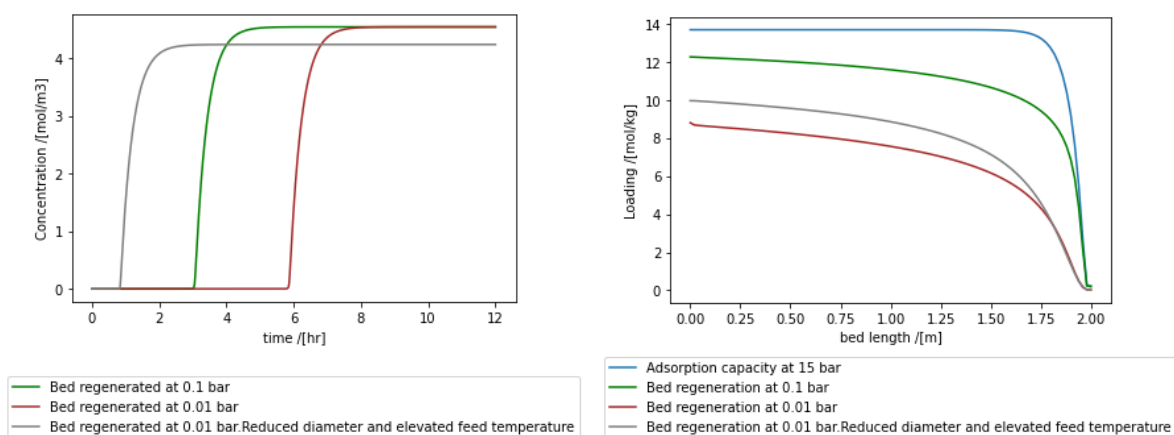 4
3
2
1
0
Concentration /[mol/m3]
0 2 4 6 8 10 12
time /[hr]
Bed regenerated at 0.1 bar
Bed regenerated at 0.01 bar
Bed regenerated at 0.01 bar.Reduced diameter and elevated feed temperature
14
12
10
8
6
4
2
0
Loading /[mol/kg]
0.00 0.25 0.50 0.75 1.00 1.25 1.50 1.75 2.00
bed length /[m]
Adsorption capacity at 15 bar
Bed regeneration at 0.1 bar
Bed regeneration at 0.01 bar
Bed regeneration at 0.01 bar.Reduced diameter and elevated feed temperature